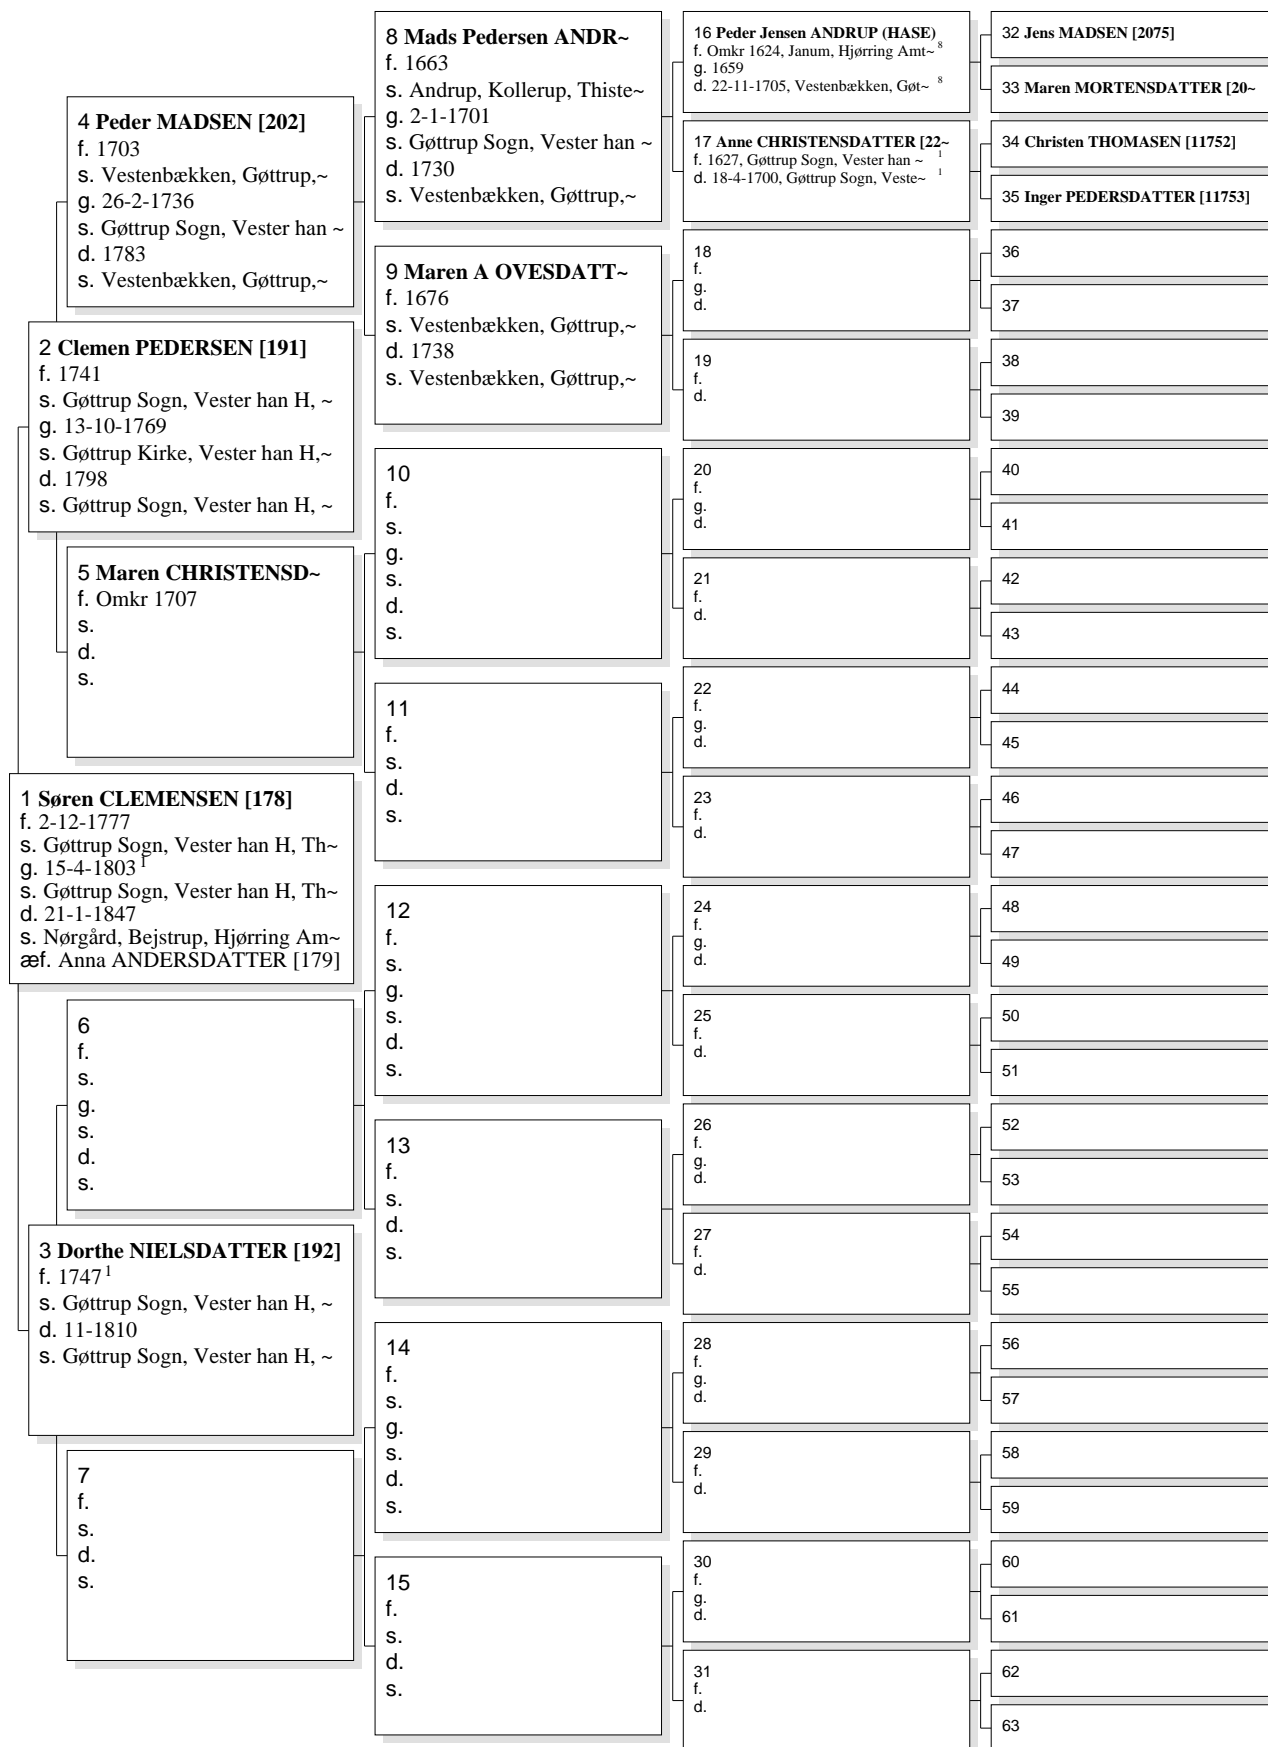 1 Søren CLEMENSEN [178]
f. 2-12-1777
s. Gøttrup Sogn, Vester han H, Th~
g. 15-4-1803 1
s. Gøttrup Sogn, Vester han H, Th~
d. 21-1-1847
s. Nørgård, Bejstrup, Hjørring Am~
æf. Anna ANDERSDATTER [179]
2 Clemen PEDERSEN [191]
f. 1741
s. Gøttrup Sogn, Vester han H, ~
g. 13-10-1769
s. Gøttrup Kirke, Vester han H,~
d. 1798
s. Gøttrup Sogn, Vester han H, ~
3 Dorthe NIELSDATTER [192]
f. 1747 1
s. Gøttrup Sogn, Vester han H, ~
d. 11-1810
s. Gøttrup Sogn, Vester han H, ~
4 Peder MADSEN [202]
f. 1703
s. Vestenbækken, Gøttrup,~
g. 26-2-1736
s. Gøttrup Sogn, Vester han ~
d. 1783
s. Vestenbækken, Gøttrup,~
5 Maren CHRISTENSD~
f. Omkr 1707
s.
d.
s.
6
f.
s.
g.
s.
d.
s.
7
f.
s.
d.
s.
8 Mads Pedersen ANDR~
f. 1663
s. Andrup, Kollerup, Thiste~
g. 2-1-1701
s. Gøttrup Sogn, Vester han ~
d. 1730
s. Vestenbækken, Gøttrup,~
9 Maren A OVESDATT~
f. 1676
s. Vestenbækken, Gøttrup,~
d. 1738
s. Vestenbækken, Gøttrup,~
10
f.
s.
g.
s.
d.
s.
11
f.
s.
d.
s.
12
f.
s.
g.
s.
d.
s.
13
f.
s.
d.
s.
14
f.
s.
g.
s.
d.
s.
15
f.
s.
d.
s.
16 Peder Jensen ANDRUP (HASE)
f. Omkr 1624, Janum, Hjørring Amt~ 8
g. 1659
d. 22-11-1705, Vestenbækken, Gøt~ 8
17 Anne CHRISTENSDATTER [22~
f. 1627, Gøttrup Sogn, Vester han ~ 1
d. 18-4-1700, Gøttrup Sogn, Veste~ 1
18
f.
g.
d.
19
f.
d.
20
f.
g.
d.
21
f.
d.
22
f.
g.
d.
23
f.
d.
24
f.
g.
d.
25
f.
d.
26
f.
g.
d.
27
f.
d.
28
f.
g.
d.
29
f.
d.
30
f.
g.
d.
31
f.
d.
32 Jens MADSEN [2075]
33 Maren MORTENSDATTER [20~
34 Christen THOMASEN [11752]
35 Inger PEDERSDATTER [11753]
36
37
38
39
40
41
42
43
44
45
46
47
48
49
50
51
52
53
54
55
56
57
58
59
60
61
62
63